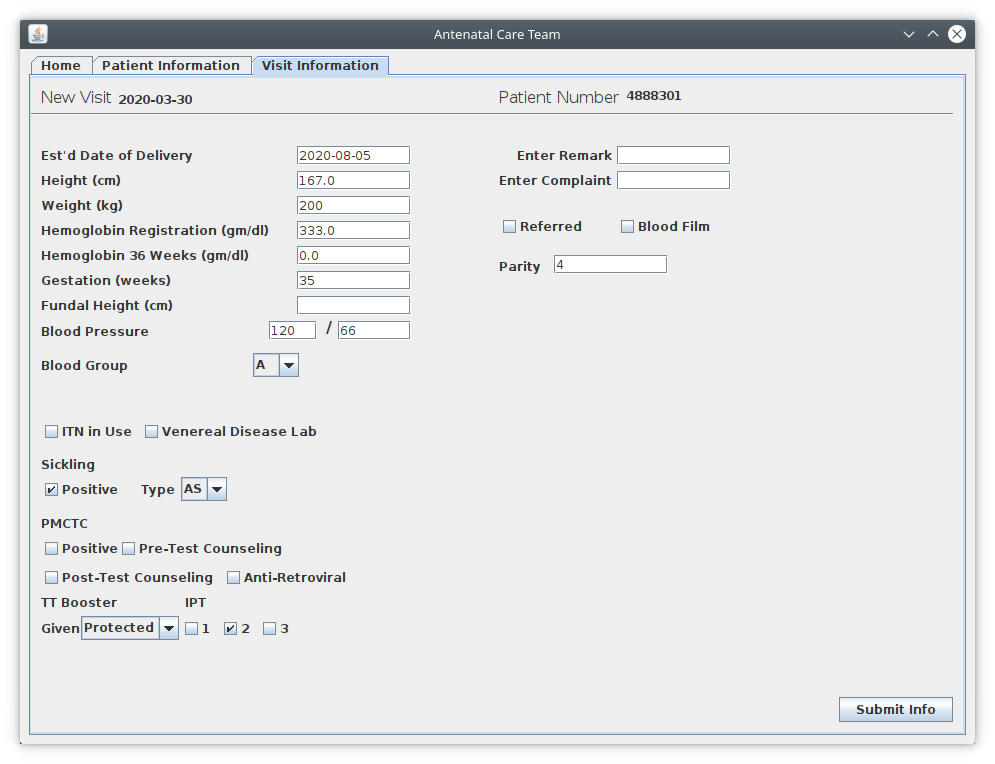 Antenatal Care Team
Home Patient Information Visit Information
New Visit 2020-03-30 Patient Number 4888301
Est'd Date of Delivery 2020-08-05 Enter Remark
Height (cm) 167.0 Enter Complaint
Weight (kg) 200
Referred Blood Film
Hemoglobin Registration (gm/dl) 333.0
Hemoglobin 36 Weeks (gm/dl) 0.0
Parity 4
Gestation (weeks) 35
Fundal Height (cm)
Blood Pressure 120 / 66
Blood Group A
ITN in Use Venereal Disease Lab
Sickling
Positive Type AS
PMCTC
Positive Pre-Test Counseling
Post-Test Counseling Anti-Retroviral
TT Booster IPT
Given Protected 1 2 3
Submit Info